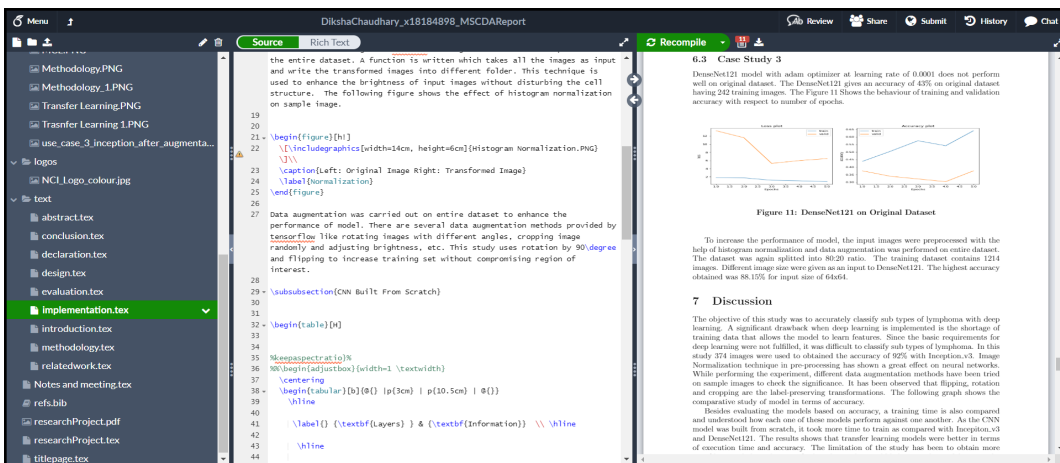 Menu
DikshaChaudhary_x18184898_MSCDAReport
Review
Share
Submit
History
Chat
Source
Rich Text
Recompile
11
Methodology.PNG
Methodology_1.PNG
Transfer Learning.PNG
Trasnfer Learning 1.PNG
use_case_3_inception_after_augmenta...
logos
NCI_Logo_colour.jpg
text
abstract.tex
conclusion.tex
declaration.tex
design.tex
evaluation.tex
implementation.tex
introduction.tex
methodology.tex
relatedwork.tex
Notes and meeting.tex
refs.bib
researchProject.pdf
researchProject.tex
titlepage.tex
the entire dataset. A function is written which takes all the images as input
and write the transformed images into different folder. This technique is
used to enhance the brightness of input images without disturbing the cell
structure. The following figure shows the effect of histogram normalization
on sample image.
19
20
21 \begin{figure}[h!]
22 \[\includegraphics[width=14cm, height=6cm]{Histogram Normalization.PNG}
\]\\
23 \caption{Left: Original Image Right: Transformed Image}
24 \label{Normalization}
25 \end{figure}
26
27 Data augmentation was carried out on entire dataset to enhance the
performance of model. There are several data augmentation methods provided by
tensorflow like rotating images with different angles, cropping image
randomly and adjusting brightness, etc. This study uses rotation by 90\degree
and flipping to increase training set without compromising region of
interest.
28
29 \subsubsection{CNN Built From Scratch}
30
31
32 \begin{table}[H]
33
34
35 %keepaspectratio}%
36 %%\begin{adjustbox}{width=1 \textwidth}
37 \centering
38 \begin{tabular}[b]{@{} |p{3cm} | p{10.5cm} | @{}}
39 \hline
40
41 \label{} {\textbf{Layers} } & {\textbf{Information}} \\ \hline
42
43 \hline
44
6.3 Case Study 3
DenseNet121 model with adam optimizer at learning rate of 0.0001 does not perform
well on original dataset. The DenseNet121 gives an accuracy of 43% on original dataset
having 242 training images. The Figure 11 Shows the behaviour of training and validation
accuracy with respect to number of epochs.
Loss plot
Accuracy plot
Figure 11: DenseNet121 on Original Dataset
To increase the performance of model, the input images were preprocessed with the
help of histogram normalization and data augmentation was performed on entire dataset.
The dataset was again splitted into 80:20 ratio. The training dataset contains 1214
images. Different image size were given as an input to DenseNet121. The highest accuracy
obtained was 88.15% for input size of 64x64.
7 Discussion
The objective of this study was to accurately classify sub types of lymphoma with deep
learning. A significant drawback when deep learning is implemented is the shortage of
training data that allows the model to learn features. Since the basic requirements for
deep learning were not fulfilled, it was difficult to classify sub types of lymphoma. In this
study 374 images were used to obtained the accuracy of 92% with Inception_v3. Image
Normalization technique in pre-processing has shown a great effect on neural networks.
While performing the experiment, different data augmentation methods have been tried
on sample images to check the significance. It has been observed that flipping, rotation
and cropping are the label-preserving transformations. The following graph shows the
comparative study of model in terms of accuracy.
Besides evaluating the models based on accuracy, a training time is also compared
and understood how each one of these models perform against one another. As the CNN
model was built from scratch, it took more time to train as compared with Incepiton_v3
and DenseNet121. The results shows that transfer learning models were better in terms
of execution time and accuracy. The limitation of the study has been to obtain more